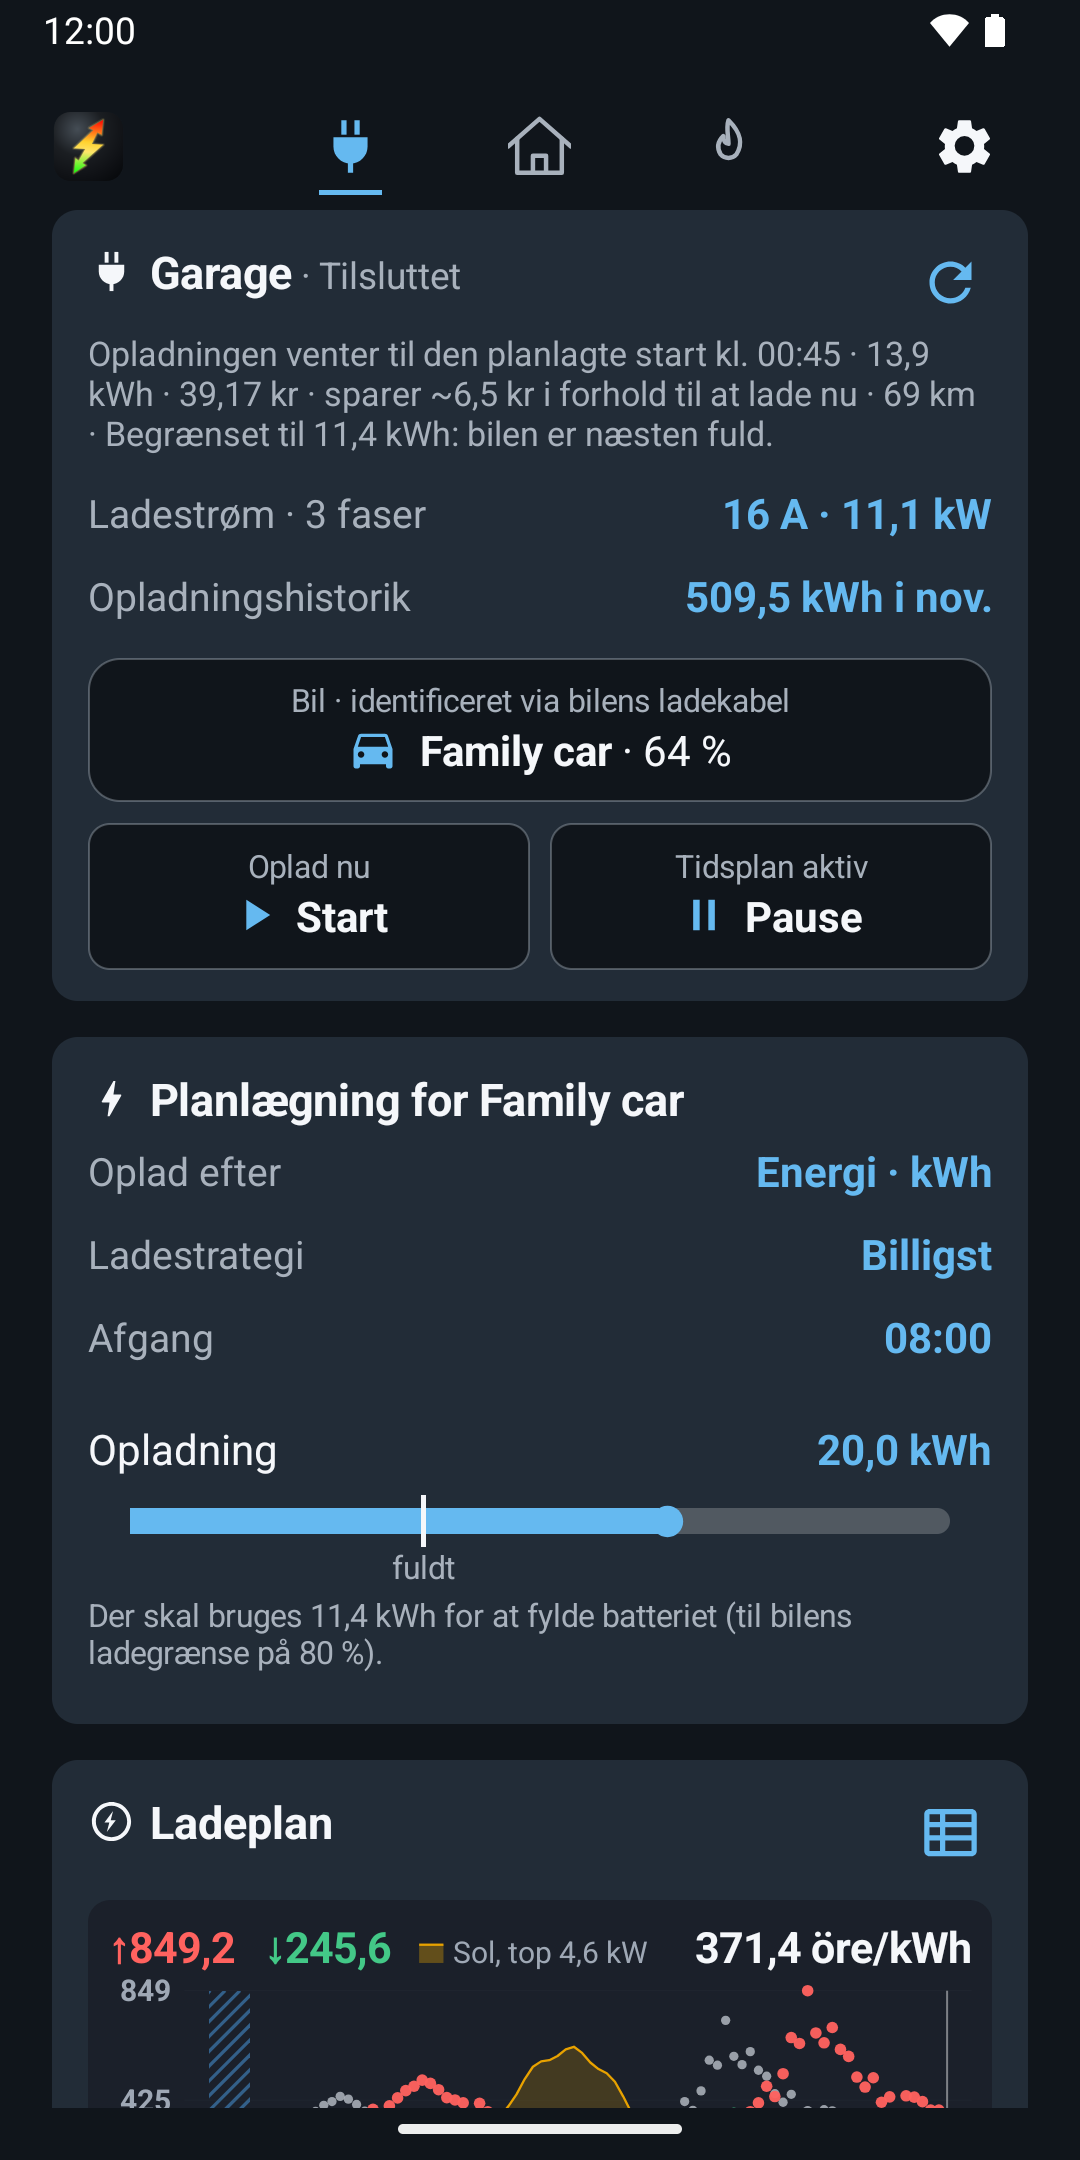 12:00
Garage · Tilsluttet
Opladningen venter til den planlagte start kl. 00:45 · 13,9
kWh · 39,17 kr · sparer ~6,5 kr i forhold til at lade nu · 69 km
· Begrænset til 11,4 kWh: bilen er næsten fuld.
Ladestrøm · 3 faser 16 A · 11,1 kW
Opladningshistorik 509,5 kWh i nov.
Bil · identificeret via bilens ladekabel
Family car · 64 %
Oplad nu
Start
Tidsplan aktiv
Pause
Planlægning for Family car
Oplad efter Energi · kWh
Ladestrategi Billigst
Afgang 08:00
Opladning 20,0 kWh
fuldt
Der skal bruges 11,4 kWh for at fylde batteriet (til bilens
ladegrænse på 80 %).
Ladeplan
↑849,2 ↓245,6 Sol, top 4,6 kW 371,4 öre/kWh
849
425